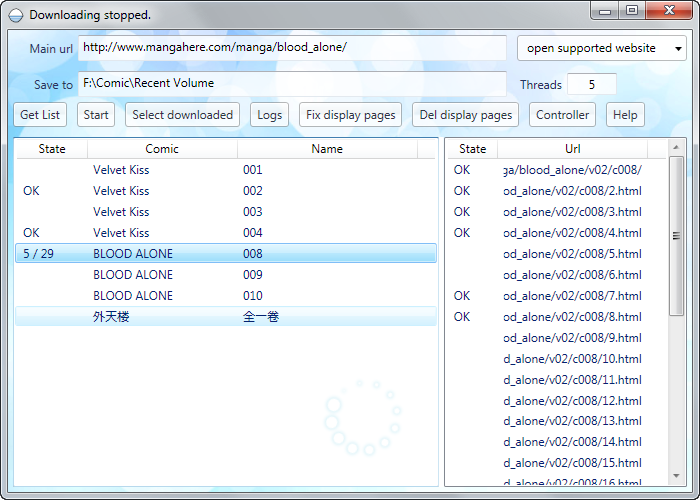 Downloading stopped.
Main url http://www.mangahere.com/manga/blood_alone/ open supported website
Save to F:\Comic\Recent Volume Threads 5
Get List Start Select downloaded Logs Fix display pages Del display pages Controller Help
State Comic Name State Url
Velvet Kiss 001 OK ga/blood_alone/v02/c008/
OK Velvet Kiss 002 OK od_alone/v02/c008/2.html
Velvet Kiss 003 OK od_alone/v02/c008/3.html
OK Velvet Kiss 004 OK od_alone/v02/c008/4.html
5 / 29 BLOOD ALONE 008 od_alone/v02/c008/5.html
BLOOD ALONE 009 od_alone/v02/c008/6.html
BLOOD ALONE 010 OK od_alone/v02/c008/7.html
外天楼 全一卷 OK od_alone/v02/c008/8.html
od_alone/v02/c008/9.html
d_alone/v02/c008/10.html
d_alone/v02/c008/11.html
d_alone/v02/c008/12.html
d_alone/v02/c008/13.html
d_alone/v02/c008/14.html
d_alone/v02/c008/15.html
d_alone/v02/c008/16.html